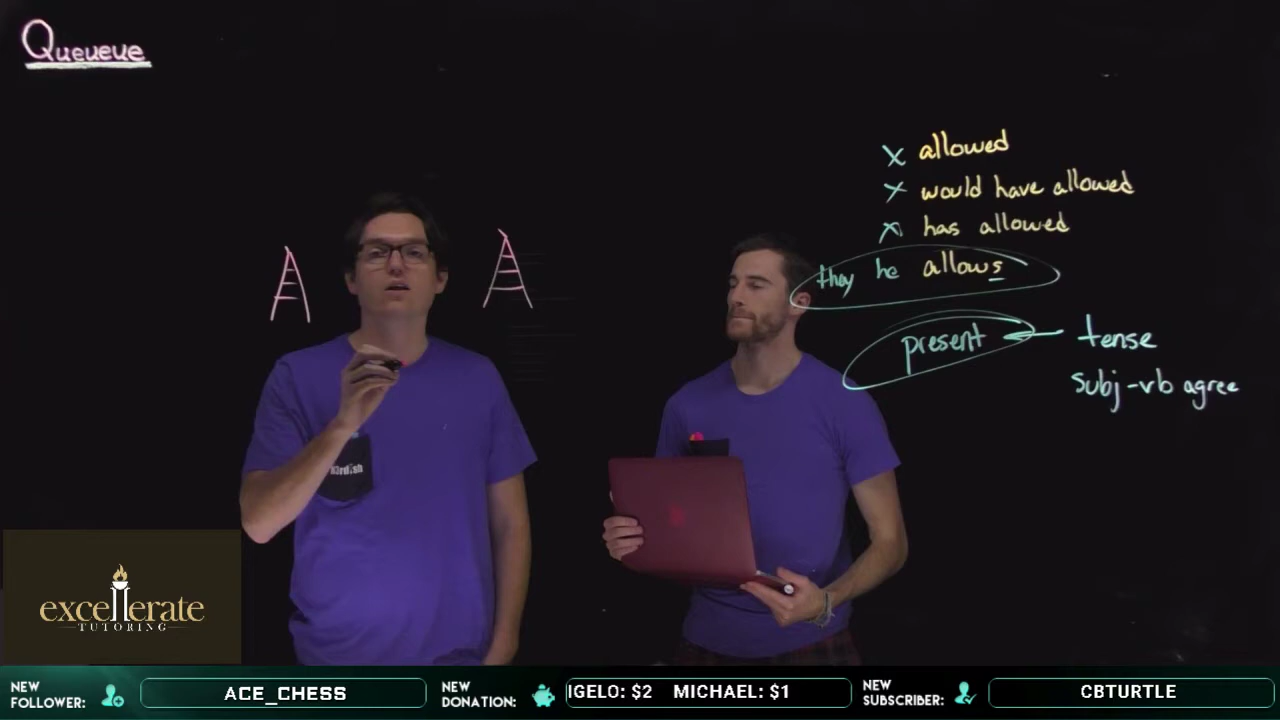 Queueue
x allowed
x would have allowed
x has allowed
they he allows
present
tense
subj-vb agree
A
A
excellerate
TUTORING
NEW FOLLOWER:
ACE_CHESS
NEW DONATION:
IGELO: $2 MICHAEL: $1
NEW SUBSCRIBER:
CBTURTLE